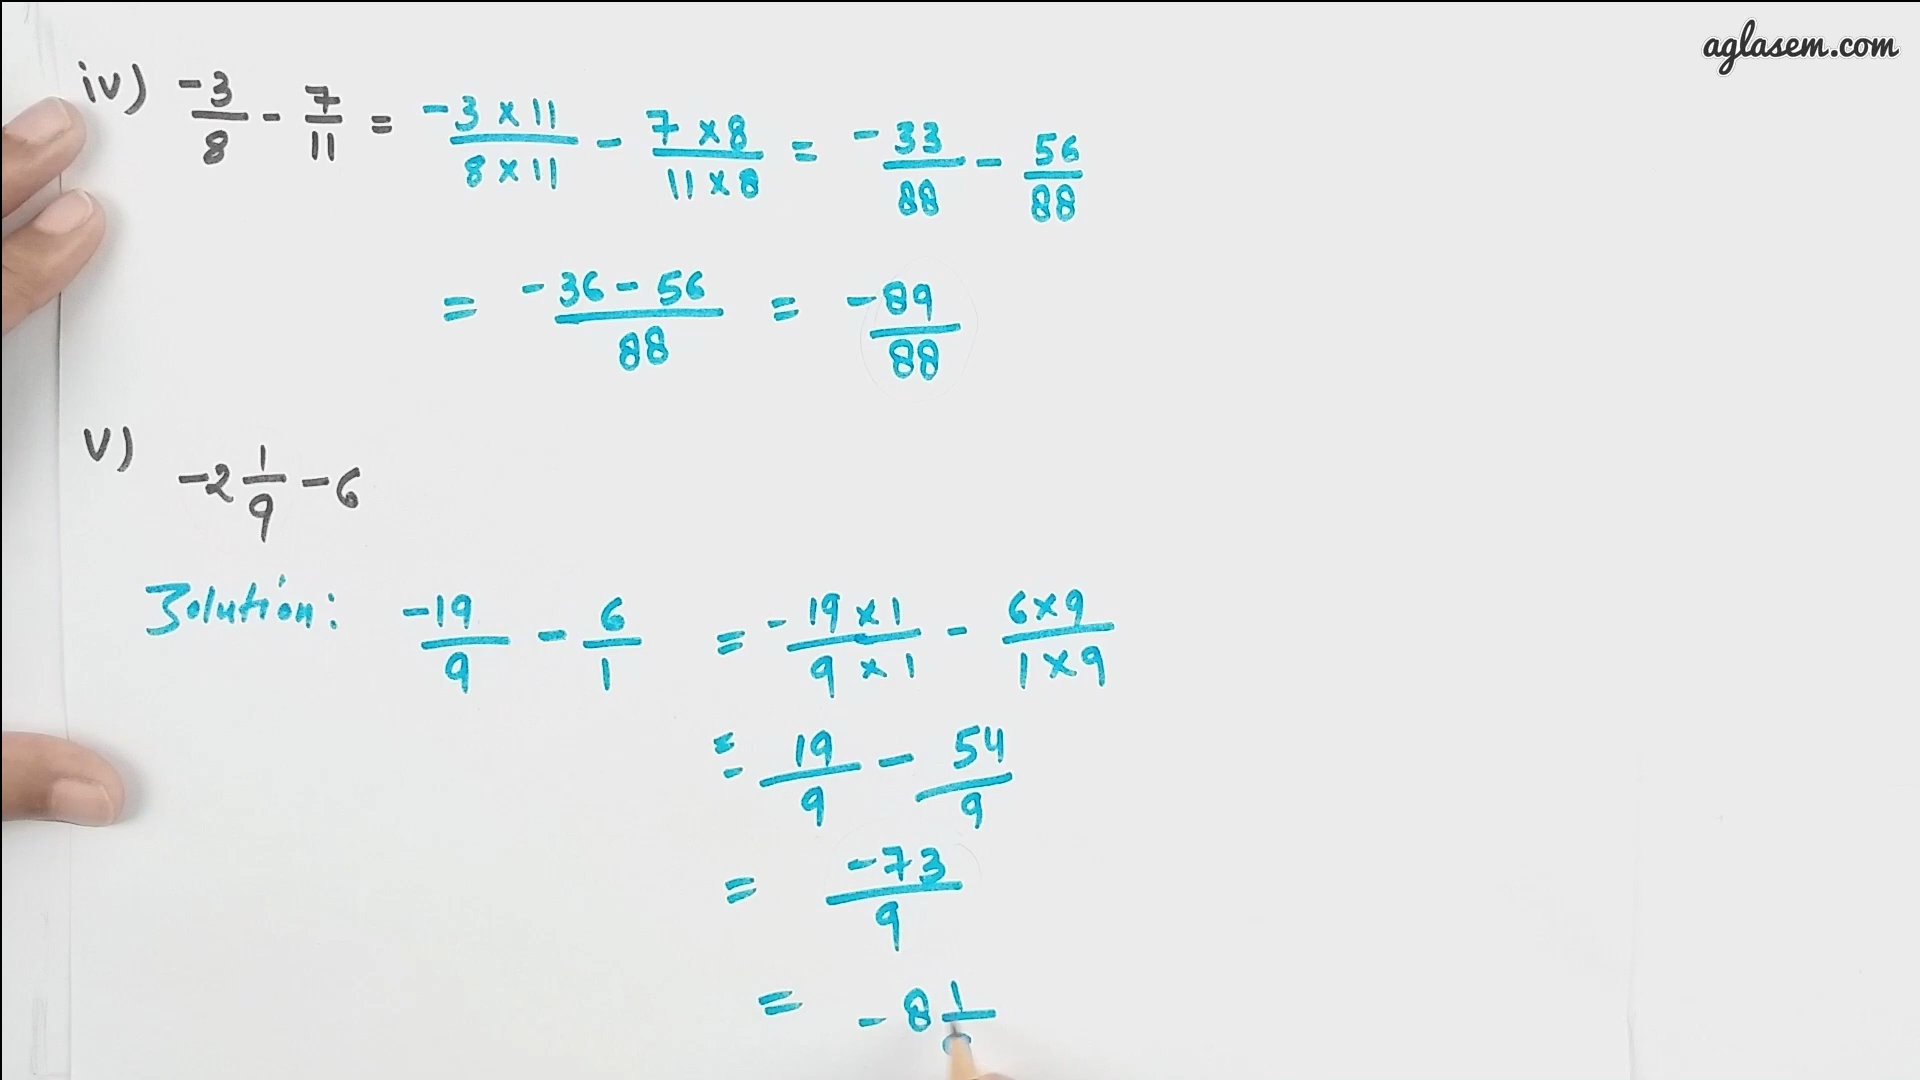 aglasem.com
iv) -3/8 - 7/11 = -3 × 11/8 × 11 - 7 × 8/11 × 8 = -33/88 - 56/88
= -36 - 56/88 = -89/88
v) -2 1/9 - 6
Solution: -19/9 - 6/1 = -19 × 1/9 × 1 - 6 × 9/1 × 9
= -19/9 - 54/9
= -73/9
= -8 1/